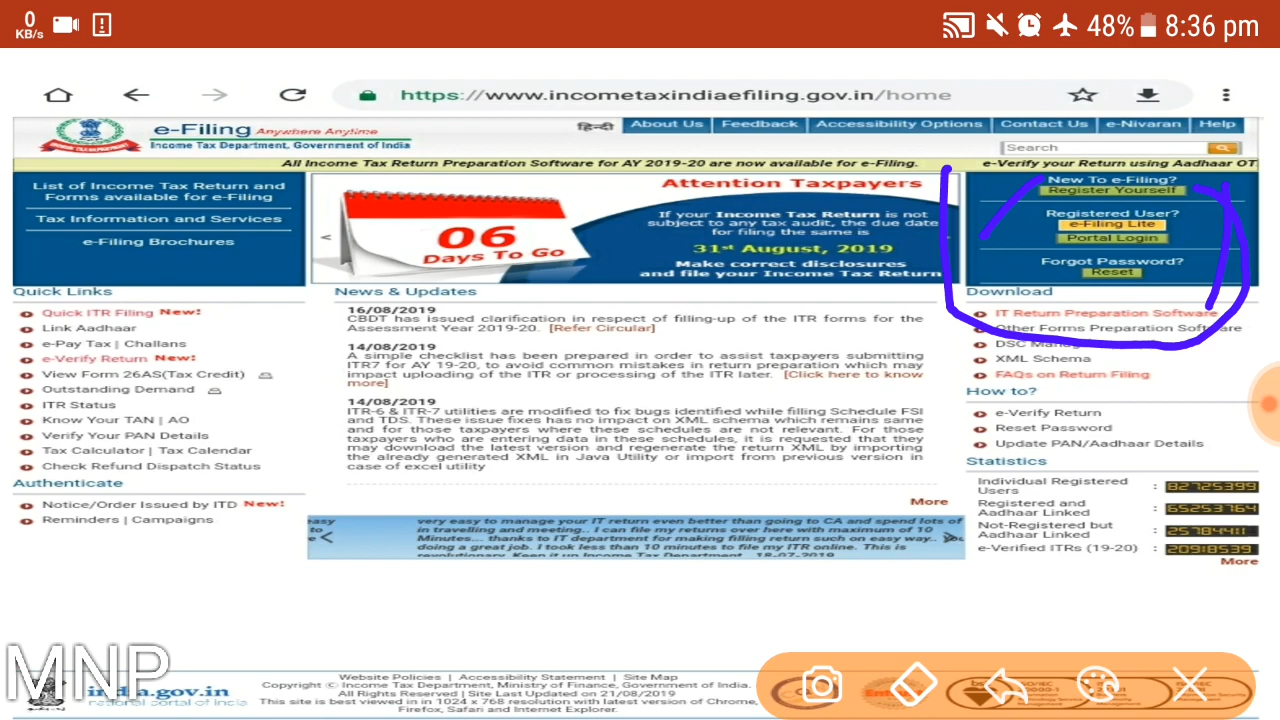 0
KB/s
48%
8:36 pm
https://www.incometaxindiaefiling.gov.in/home
e-Filing Anywhere Anytime
Income Tax Department, Government of India
हिन्दी
About Us
Feedback
Accessibility Options
Contact Us
e-Nivaran
Help
Search
All Income Tax Return Preparation Software for AY 2019-20 are now available for e-Filing.
e-Verify your Return using Aadhaar OT
List of Income Tax Return and
Forms available for e-Filing
Tax Information and Services
e-Filing Brochures
06
Days To Go
Attention Taxpayers
If your Income Tax Return is not
subject to any tax audit, the due date
for filing the same is
31st August, 2019
Make correct disclosures
and file your Income Tax Return
New To e-Filing?
Register Yourself
Registered User?
e-Filing Lite
Portal Login
Forgot Password?
Reset
Quick Links
Quick ITR Filing New!
Link Aadhaar
e-Pay Tax | Challans
e-Verify Return New!
View Form 26AS(Tax Credit)
Outstanding Demand
ITR Status
Know Your TAN | AO
Verify Your PAN Details
Tax Calculator | Tax Calendar
Check Refund Dispatch Status
Authenticate
Notice/Order Issued by ITD New!
Reminders | Campaigns
News & Updates
16/08/2019
CBDT has issued clarification in respect of filling-up of the ITR forms for the
Assessment Year 2019-20. [Refer Circular]
14/08/2019
A simple checklist has been prepared in order to assist taxpayers submitting
ITR7 for AY 19-20, to avoid common mistakes in return preparation which may
impact uploading of the ITR or processing of the ITR later. [Click here to know
more]
14/08/2019
ITR-6 & ITR-7 utilities are modified to fix bugs identified while filling Schedule FSI
and TDS. These issue fixes has no impact on XML schema which remains same
and for those taxpayers where these schedules are not relevant. For those
taxpayers who are entering data in these schedules, it is requested that they
may download the latest version and regenerate the return XML by importing
the already generated XML in Java Utility or import from previous version in
case of excel utility
More
easy
to
e
very easy to manage your IT return even better than going to CA and spend lots of
in travelling and meeting.. I can file my returns over here with maximum of 10
Minutes... thanks to IT department for making filling return such on easy way..
doing a great job. I took less than 10 minutes to file my ITR online. This is
revolutionary. Keep it up Income Tax Department. 18-07-2019
Download
IT Return Preparation Software
Other Forms Preparation Software
DSC
XML Schema
FAQs on Return Filing
How to?
e-Verify Return
Reset Password
Update PAN/Aadhaar Details
Statistics
Individual Registered
Users : 82725399
Registered and
Aadhaar Linked : 65253764
Not-Registered but
Aadhaar Linked : 25784411
e-Verified ITRs (19-20) : 20918539
More
MNP
india.gov.in
national portal of India
Website Policies | Accessibility Statement | Site Map
Copyright © Income Tax Department, Ministry of Finance, Government of India.
All Rights Reserved | Site Last Updated on 21/08/2019
This site is best viewed in in 1024 x 768 resolution with latest version of Chrome,
Firefox, Safari and Internet Explorer.